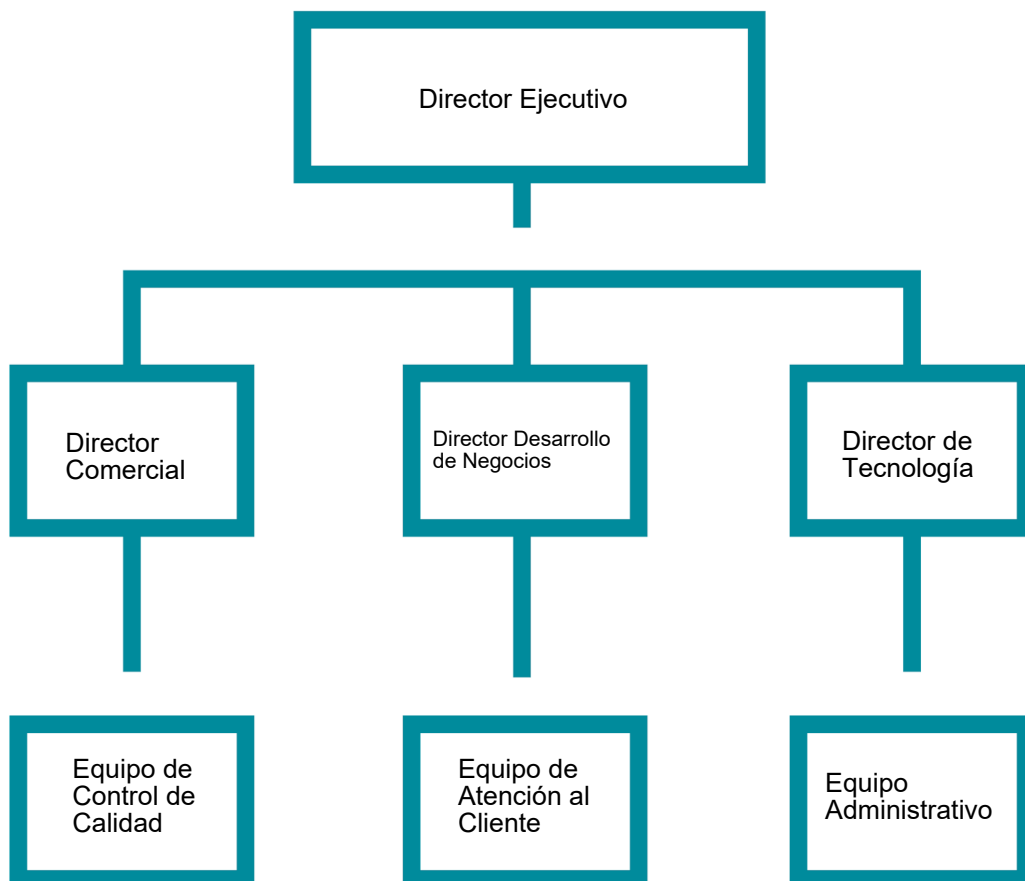 Director Ejecutivo
Director
Comercial
Director Desarrollo
de Negocios
Director de
Tecnología
Equipo de
Control de
Calidad
Equipo de
Atención al
Cliente
Equipo
Administrativo